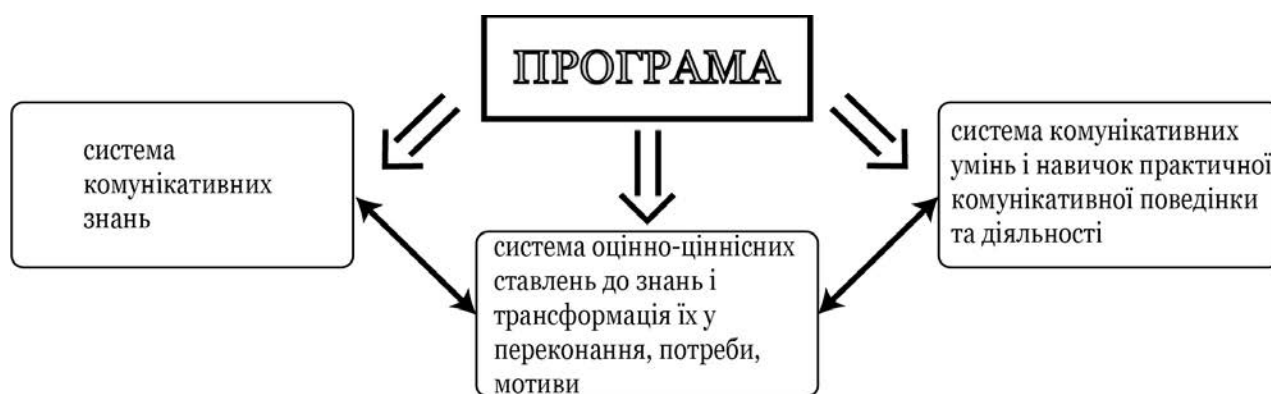 ПРОГРАМА
система
комунікативних
знань
система оцінно-ціннісних
ставлень до знань і
трансформація їх у
переконання, потреби,
мотиви
система комунікативних
умінь і навичок практичної
комунікативної поведінки
та діяльності